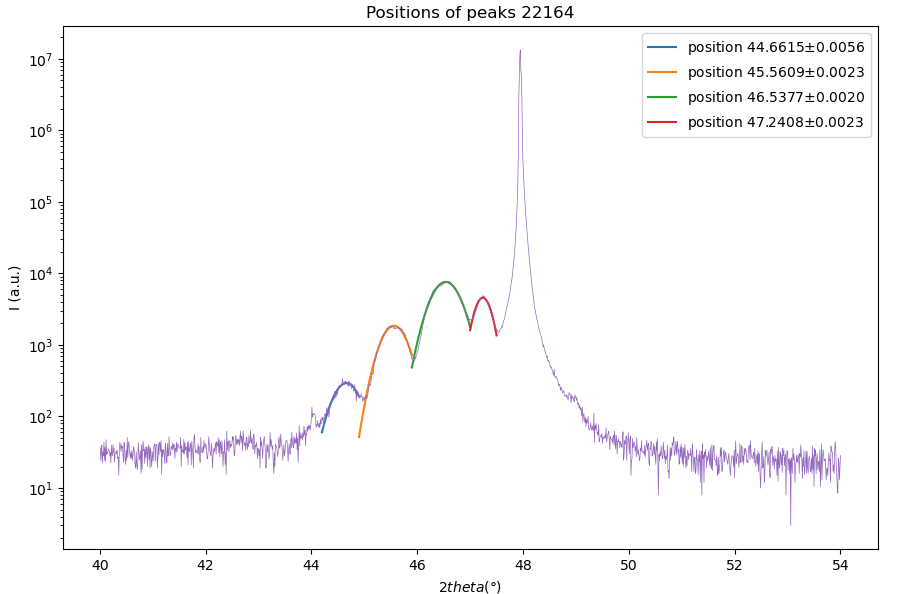 Positions of peaks 22164
position 44.6615±0.0056
position 45.5609±0.0023
position 46.5377±0.0020
position 47.2408±0.0023
I (a.u.)
10⁷
10⁶
10⁵
10⁴
10³
10²
10¹
40 42 44 46 48 50 52 54
2theta(°)